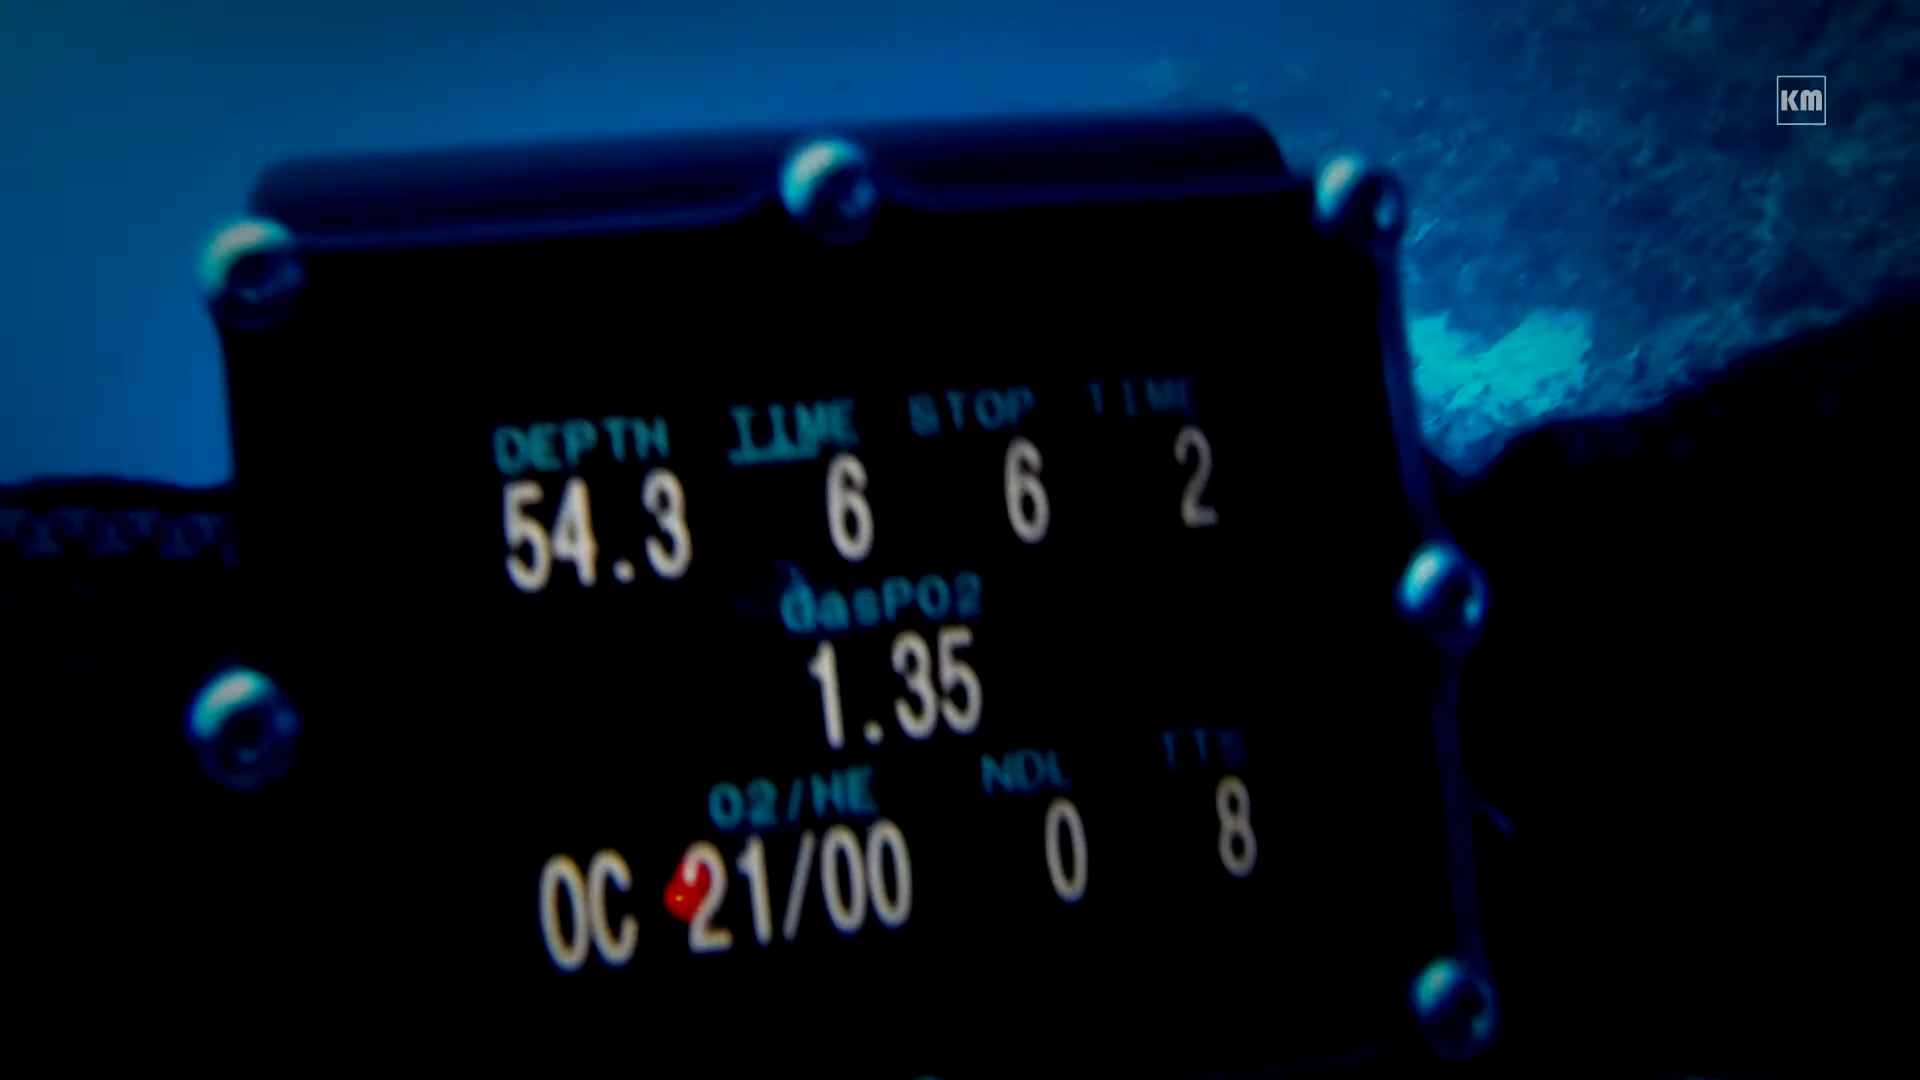 KM
DEPTH TIME STOP TIME
54.3 6 6 2
dasPO2
1.35
O2/HE NDL TTS
OC 21/00 0 8